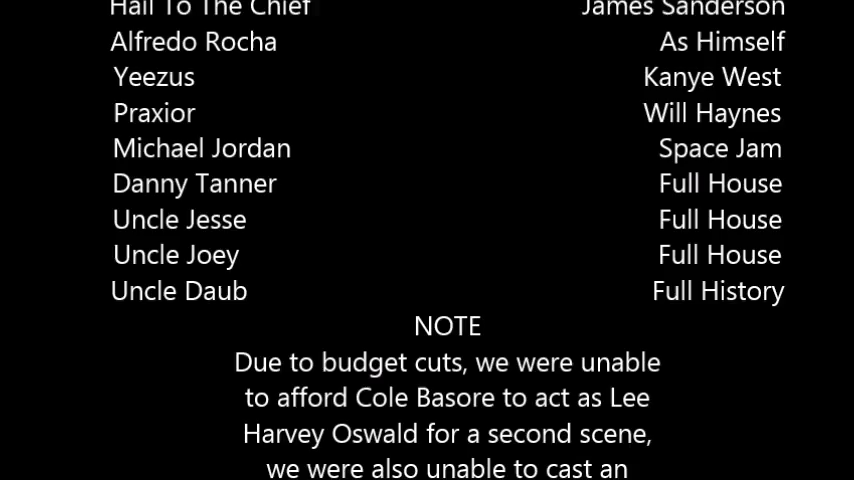 Hail To The Chief James Sanderson
Alfredo Rocha As Himself
Yeezus Kanye West
Praxior Will Haynes
Michael Jordan Space Jam
Danny Tanner Full House
Uncle Jesse Full House
Uncle Joey Full House
Uncle Daub Full History
NOTE
Due to budget cuts, we were unable
to afford Cole Basore to act as Lee
Harvey Oswald for a second scene,
we were also unable to cast an